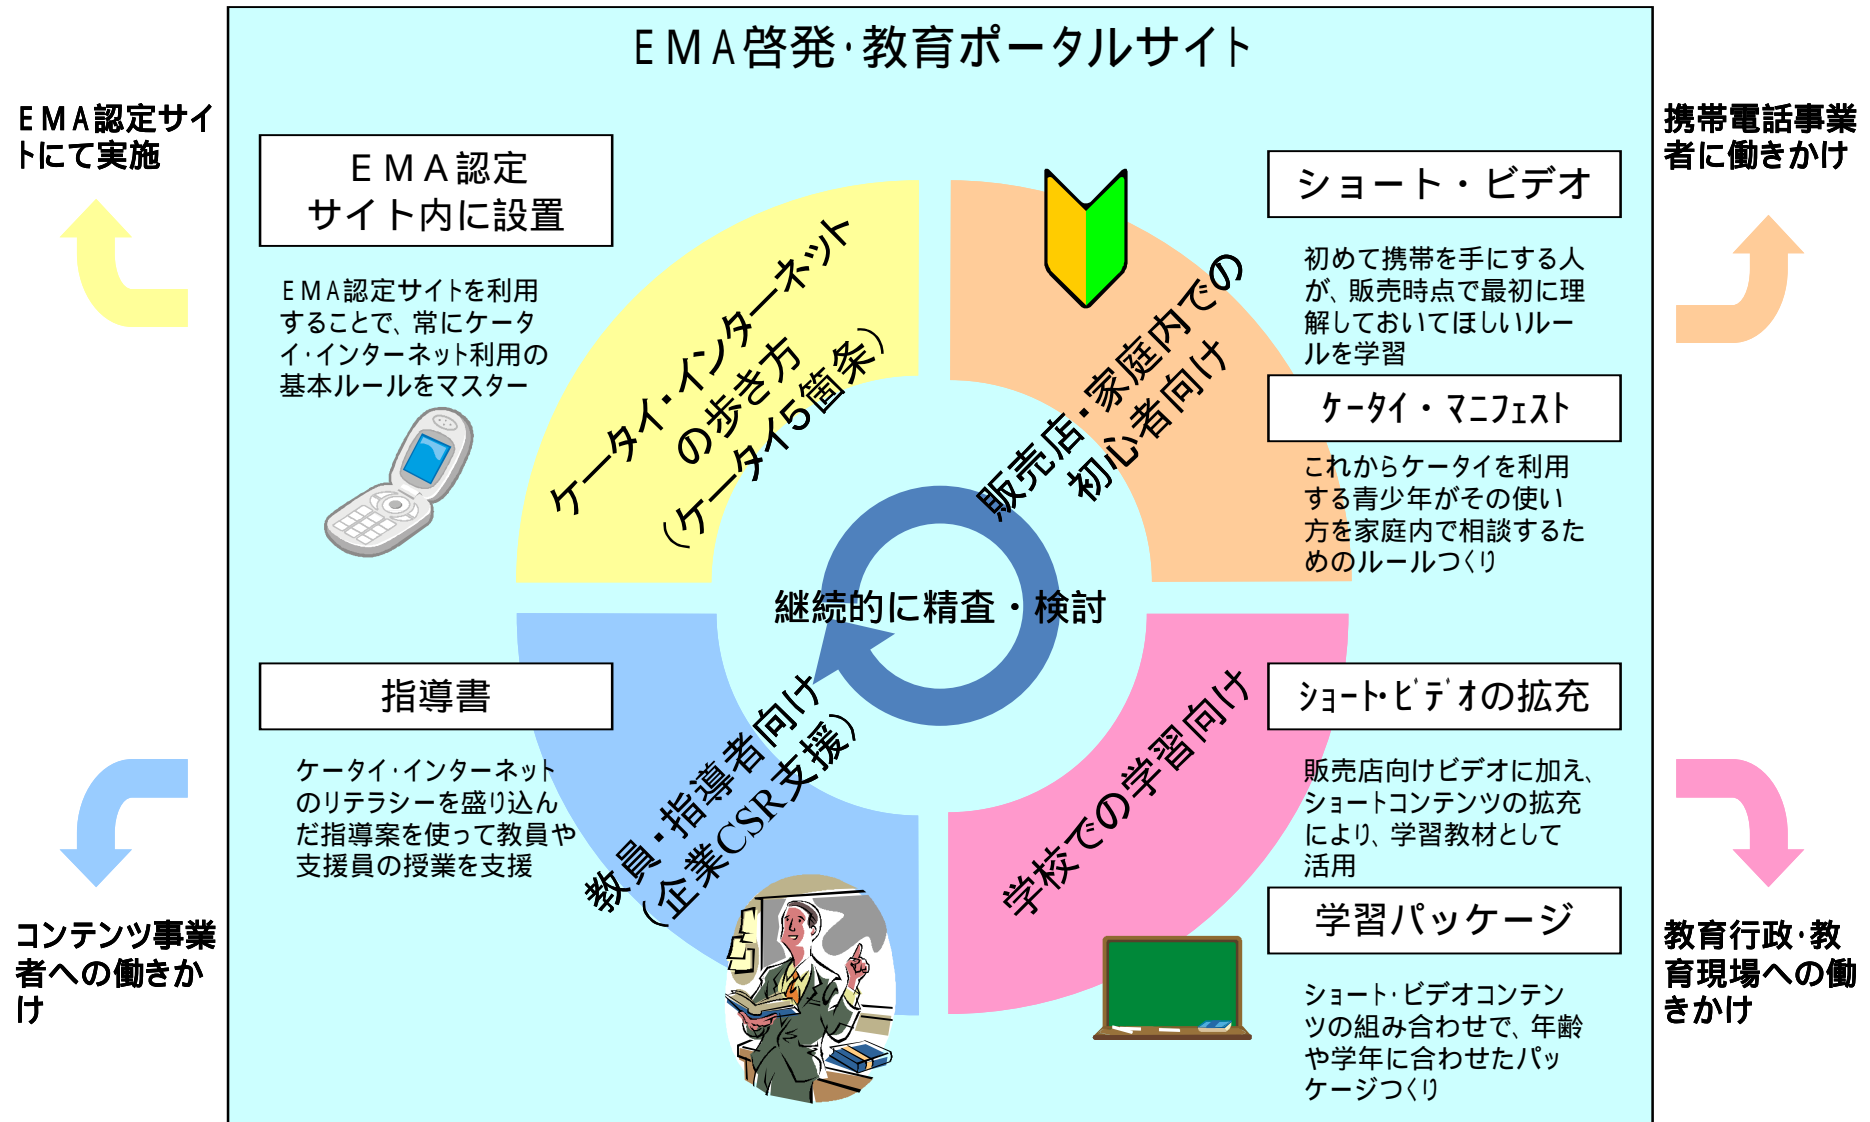 EMA啓発・教育ポータルサイト
EMA認定サイ
トにて実施
携帯電話事業
者に働きかけ
EMA認定
サイト内に設置
EMA認定サイトを利用
することで、常にケータ
イ・インターネット利用の
基本ルールをマスター
ケータイ・インターネット
の歩き方
(ケータイ5箇条)
販売店・家庭内での
初心者向け
ショート・ビデオ
初めて携帯を手にする人
が、販売時点で最初に理
解しておいてほしいルー
ルを学習
ケータイ・マニフェスト
これからケータイを利用
する青少年がその使い
方を家庭内で相談するた
めのルールつくり
継続的に精査・検討
指導書
ケータイ・インターネット
のリテラシーを盛り込ん
だ指導案を使って教員や
支援員の授業を支援
教員・指導者向け
(企業CSR支援)
学校での学習向け
ショート・ビデオの拡充
販売店向けビデオに加え、
ショートコンテンツの拡充
により、学習教材として
活用
学習パッケージ
ショート・ビデオコンテン
ツの組み合わせで、年齢
や学年に合わせたパッ
ケージつくり
コンテンツ事業
者への働きか
け
教育行政・教
育現場への働
きかけ